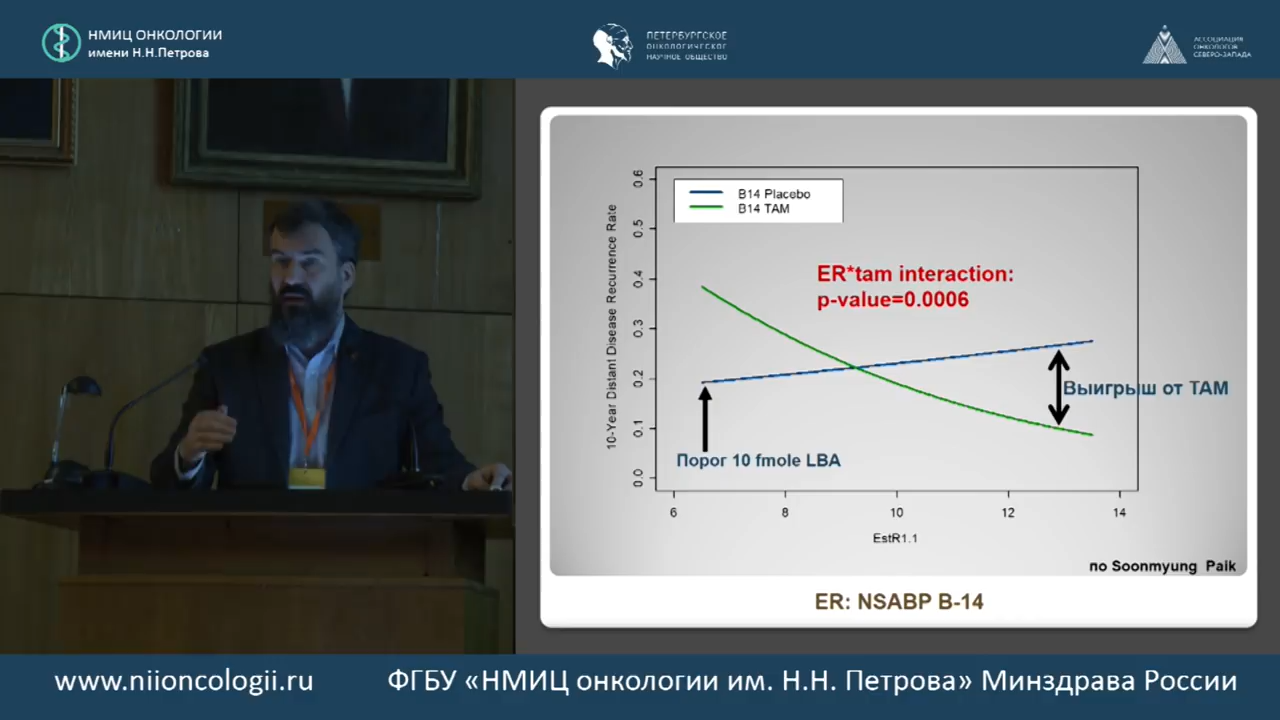 НМИЦ ОНКОЛОГИИ
имени Н.Н.Петрова
ПЕТЕРБУРГСКОЕ
ОНКОЛОГИЧЕСКОЕ
НАУЧНОЕ ОБЩЕСТВО
АССОЦИАЦИЯ
ОНКОЛОГОВ
СЕВЕРО-ЗАПАДА
0.6
0.5
0.4
0.3
0.2
0.1
0.0
10-Year Distant Disease Recurrence Rate
B14 Placebo
B14 TAM
ER*tam interaction:
p-value=0.0006
Выигрыш от ТАМ
Порог 10 fmole LBA
6 8 10 12 14
EstR1.1
по Soonmyung Paik
ER: NSABP B-14
www.niioncologii.ru
ФГБУ «НМИЦ онкологии им. Н.Н. Петрова» Минздрава России